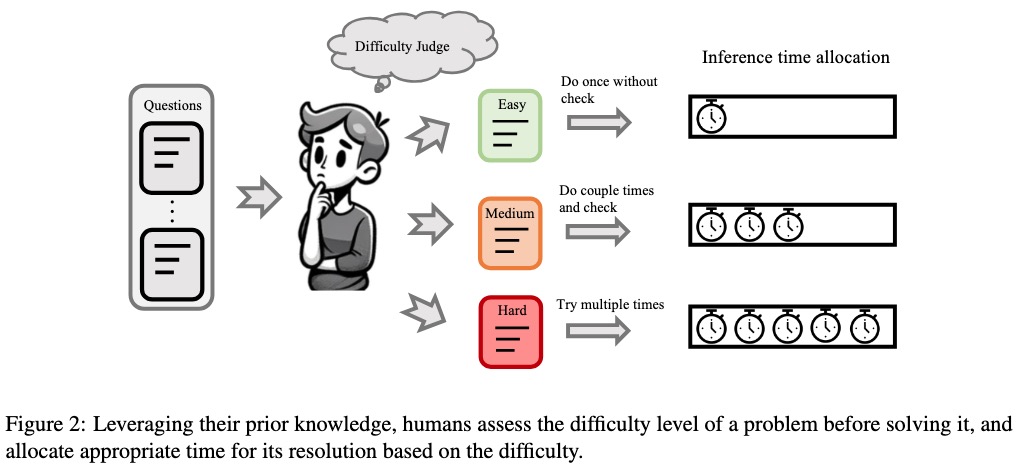 Difficulty Judge
Inference time allocation
Questions
Easy
Do once without
check
Medium
Do couple times
and check
Hard
Try multiple times
Figure 2: Leveraging their prior knowledge, humans assess the difficulty level of a problem before solving it, and
allocate appropriate time for its resolution based on the difficulty.